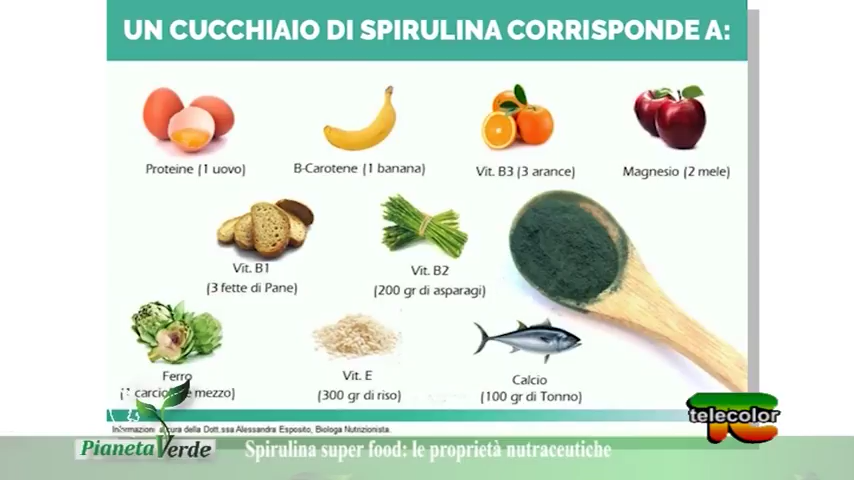 UN CUCCHIAIO DI SPIRULINA CORRISPONDE A:
Proteine (1 uovo)
B-Carotene (1 banana)
Vit. B3 (3 arance)
Magnesio (2 mele)
Vit. B1
(3 fette di Pane)
Vit. B2
(200 gr di asparagi)
Ferro
mezzo)
Vit. E
(300 gr di riso)
Calcio
(100 gr di Tonno)
Informazioni a cura della Dott.ssa Alessandra Esposito, Biologa Nutrizionista.
telecolor
PianetaVerde
Spirulina super food: le proprietà nutraceutiche